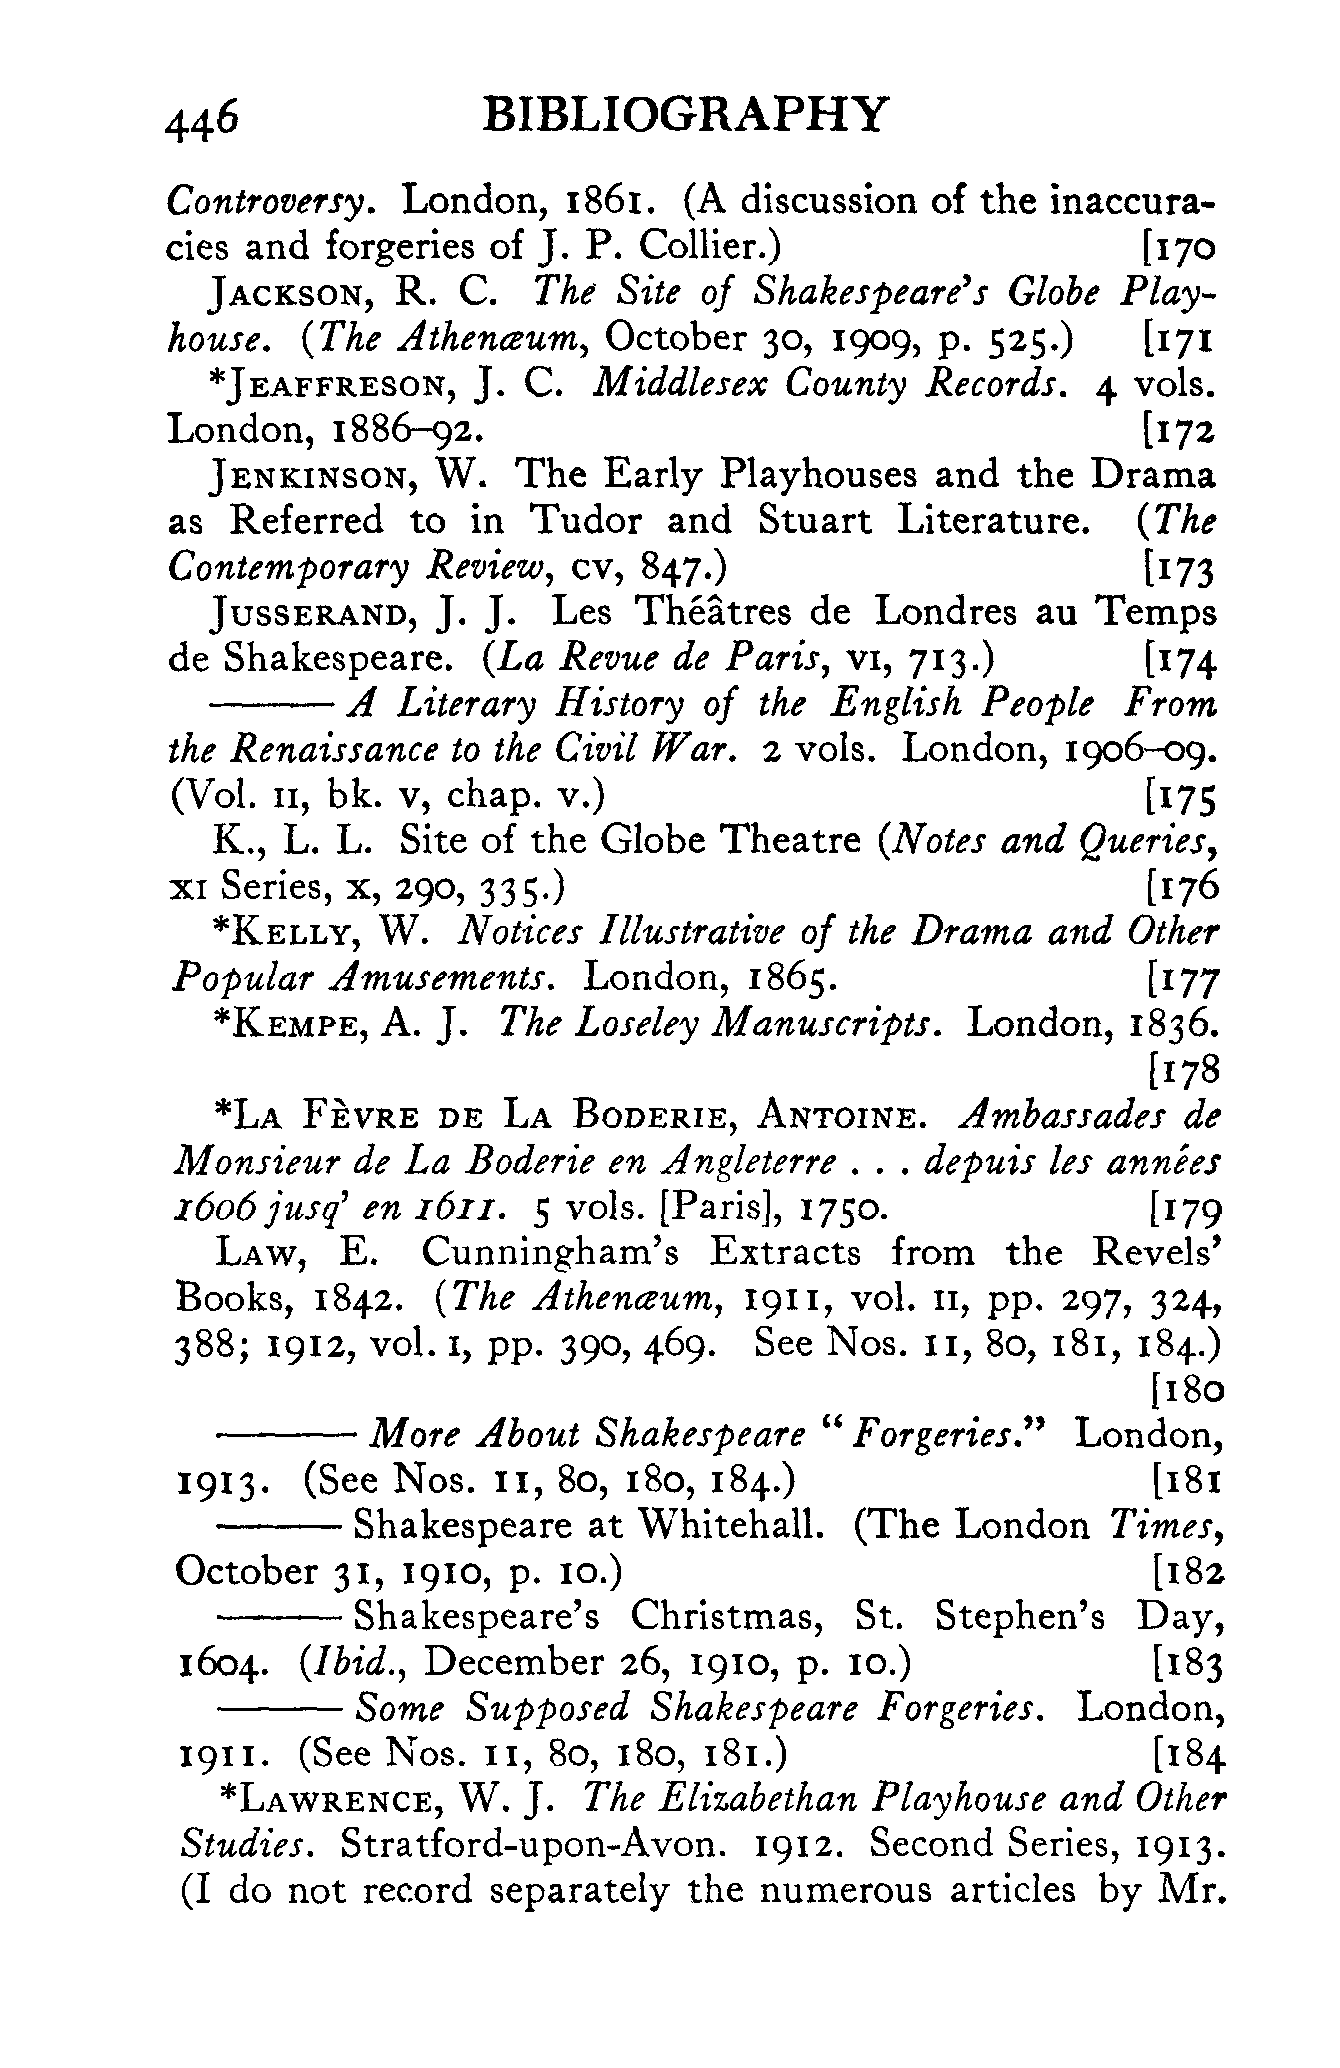 446 BIBLIOGRAPHY
Controversy. London, 1861. (A discussion of the inaccura-
cies and forgeries of J. P. Collier.) [170
JACKSON, R. C. The Site of Shakespeare's Globe Play-
house. (The Athenæum, October 30, 1909, p. 525.) [171
*JEAFFRESON, J. C. Middlesex County Records. 4 vols.
London, 1886–92. [172
JENKINSON, W. The Early Playhouses and the Drama
as Referred to in Tudor and Stuart Literature. (The
Contemporary Review, CV, 847.) [173
JUSSERAND, J. J. Les Théâtres de Londres au Temps
de Shakespeare. (La Revue de Paris, VI, 713.) [174
——— A Literary History of the English People From
the Renaissance to the Civil War. 2 vols. London, 1906–09.
(Vol. II, bk. v, chap. v.) [175
K., L. L. Site of the Globe Theatre (Notes and Queries,
XI Series, X, 290, 335.) [176
*KELLY, W. Notices Illustrative of the Drama and Other
Popular Amusements. London, 1865. [177
*KEMPE, A. J. The Loseley Manuscripts. London, 1836.
[178
*LA FÈVRE DE LA BODERIE, ANTOINE. Ambassades de
Monsieur de La Boderie en Angleterre . . . depuis les années
1606 jusq' en 1611. 5 vols. [Paris], 1750. [179
LAW, E. Cunningham's Extracts from the Revels'
Books, 1842. (The Athenæum, 1911, vol. II, pp. 297, 324,
388; 1912, vol. I, pp. 390, 469. See Nos. 11, 80, 181, 184.)
[180
——— More About Shakespeare "Forgeries." London,
1913. (See Nos. 11, 80, 180, 184.) [181
——— Shakespeare at Whitehall. (The London Times,
October 31, 1910, p. 10.) [182
——— Shakespeare's Christmas, St. Stephen's Day,
1604. (Ibid., December 26, 1910, p. 10.) [183
——— Some Supposed Shakespeare Forgeries. London,
1911. (See Nos. 11, 80, 180, 181.) [184
*LAWRENCE, W. J. The Elizabethan Playhouse and Other
Studies. Stratford-upon-Avon. 1912. Second Series, 1913.
(I do not record separately the numerous articles by Mr.